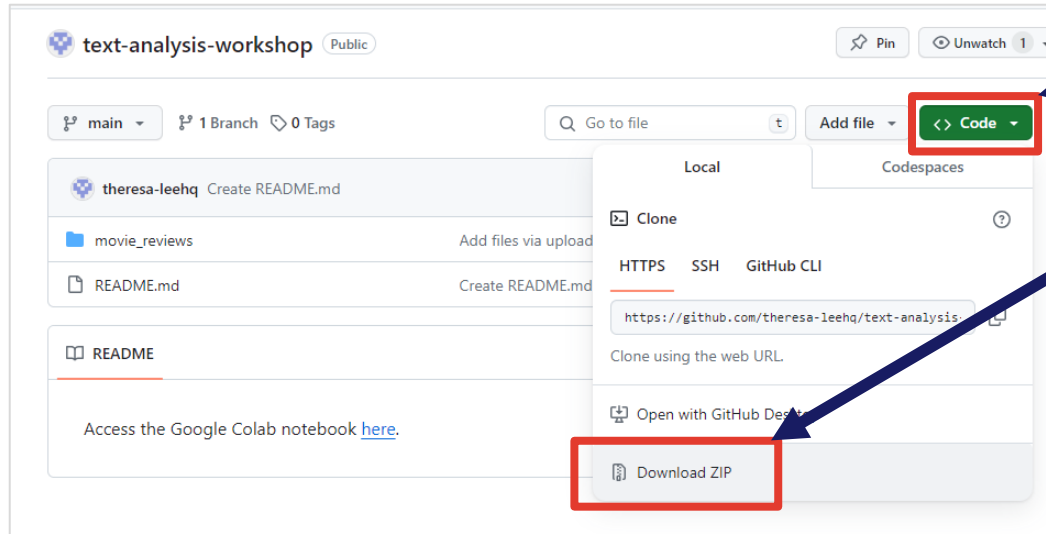 text-analysis-workshop Public Pin Unwatch 1
main 1 Branch 0 Tags Go to file t Add file <> Code
Local Codespaces
theresa-leehq Create README.md
Clone
movie_reviews Add files via upload
HTTPS SSH GitHub CLI
README.md Create README.md
https://github.com/theresa-leehq/text-analysis-
README
Clone using the web URL.
Open with GitHub
Access the Google Colab notebook here.
Download ZIP